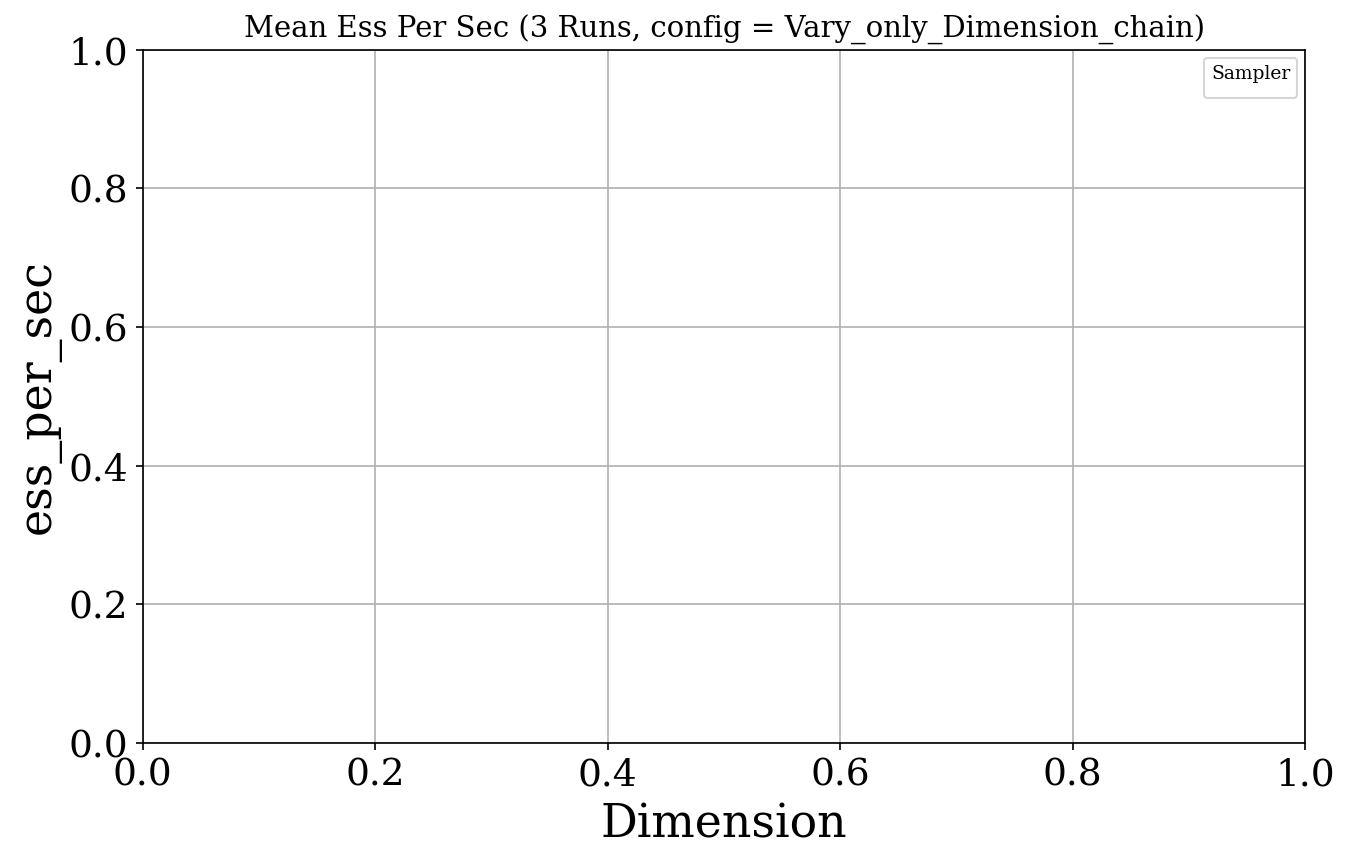 Mean Ess Per Sec (3 Runs, config = Vary_only_Dimension_chain)
Sampler
ess_per_sec
1.0
0.8
0.6
0.4
0.2
0.0
0.0 0.2 0.4 0.6 0.8 1.0
Dimension